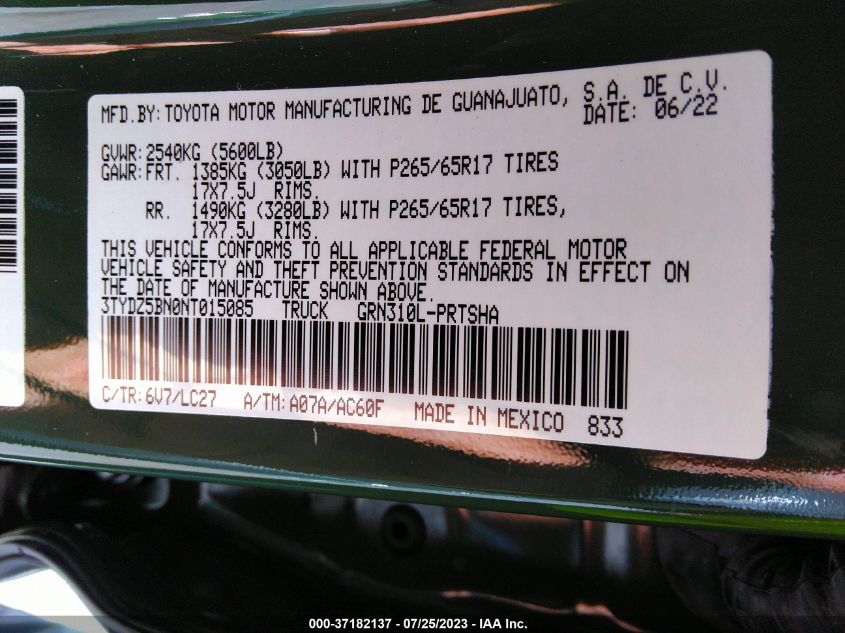 MFD.BY:TOYOTA MOTOR MANUFACTURING DE GUANAJUATO, S.A. DE C.V.
DATE: 06/22
GVWR:2540KG (5600LB)
GAWR:FRT. 1385KG (3050LB) WITH P265/65R17 TIRES
17X7.5J RIMS.
RR. 1490KG (3280LB) WITH P265/65R17 TIRES,
17X7.5J RIMS.
THIS VEHICLE CONFORMS TO ALL APPLICABLE FEDERAL MOTOR
VEHICLE SAFETY AND THEFT PREVENTION STANDARDS IN EFFECT ON
THE DATE OF MANUFACTURE SHOWN ABOVE.
3TYDZ5BN0NT015085 TRUCK GRN310L-PRTSHA
C/TR:6V7/LC27 A/TM:A07A/AC60F MADE IN MEXICO 833
000-37182137 - 07/25/2023 - IAA Inc.